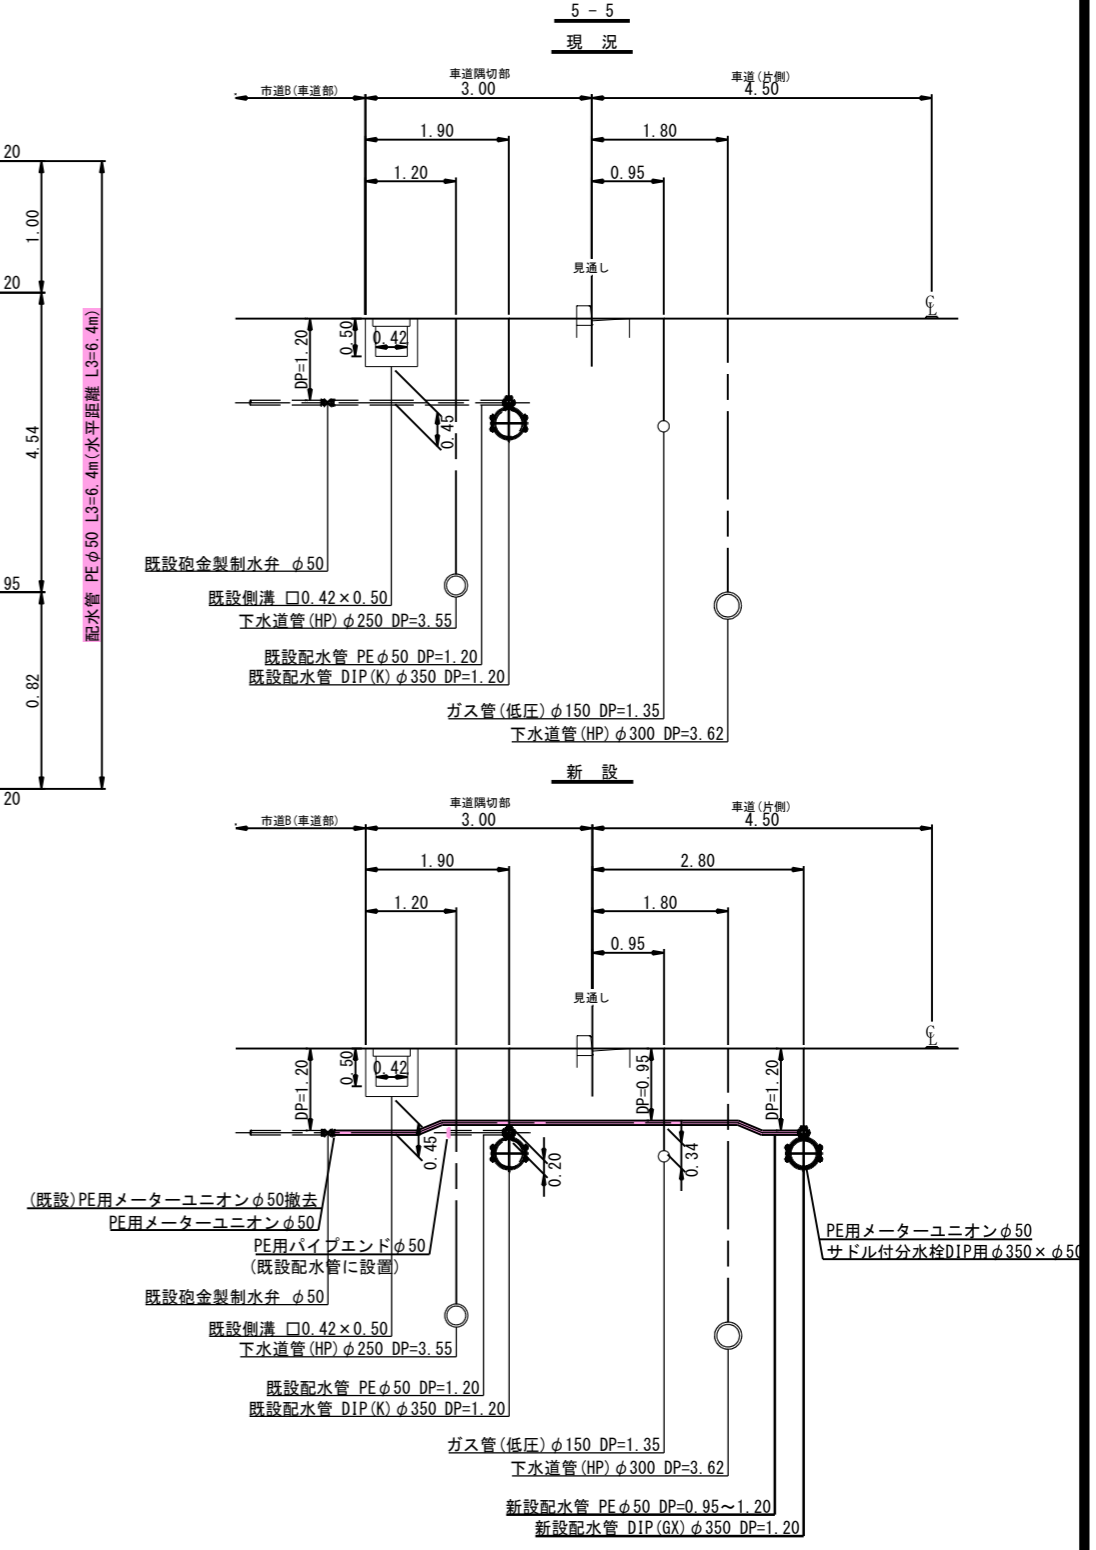 5 - 5
現 況
車道隅切部
車道(片側)
市道B(車道部)
3.00
4.50
1.90
1.80
1.20
0.95
20
1.00
20
4.54
95
0.82
20
配水管 PEφ50 L3=6.4m(水平距離 L3=6.4m)
見通し
℄
DP=1.20
0.50
0.42
0.45
既設砲金製制水弁 φ50
既設側溝 □0.42×0.50
下水道管(HP)φ250 DP=3.55
既設配水管 PEφ50 DP=1.20
既設配水管 DIP(K)φ350 DP=1.20
ガス管(低圧)φ150 DP=1.35
下水道管(HP)φ300 DP=3.62
新 設
車道隅切部
車道(片側)
市道B(車道部)
3.00
4.50
1.90
2.80
1.20
1.80
0.95
見通し
℄
DP=1.20
0.50
0.42
DP=0.95
DP=1.20
0.45
0.20
0.34
(既設)PE用メーターユニオンφ50撤去
PE用メーターユニオンφ50
PE用パイプエンドφ50
(既設配水管に設置)
PE用メーターユニオンφ50
サドル付分水栓DIP用φ350×φ50
既設砲金製制水弁 φ50
既設側溝 □0.42×0.50
下水道管(HP)φ250 DP=3.55
既設配水管 PEφ50 DP=1.20
既設配水管 DIP(K)φ350 DP=1.20
ガス管(低圧)φ150 DP=1.35
下水道管(HP)φ300 DP=3.62
新設配水管 PEφ50 DP=0.95～1.20
新設配水管 DIP(GX)φ350 DP=1.20